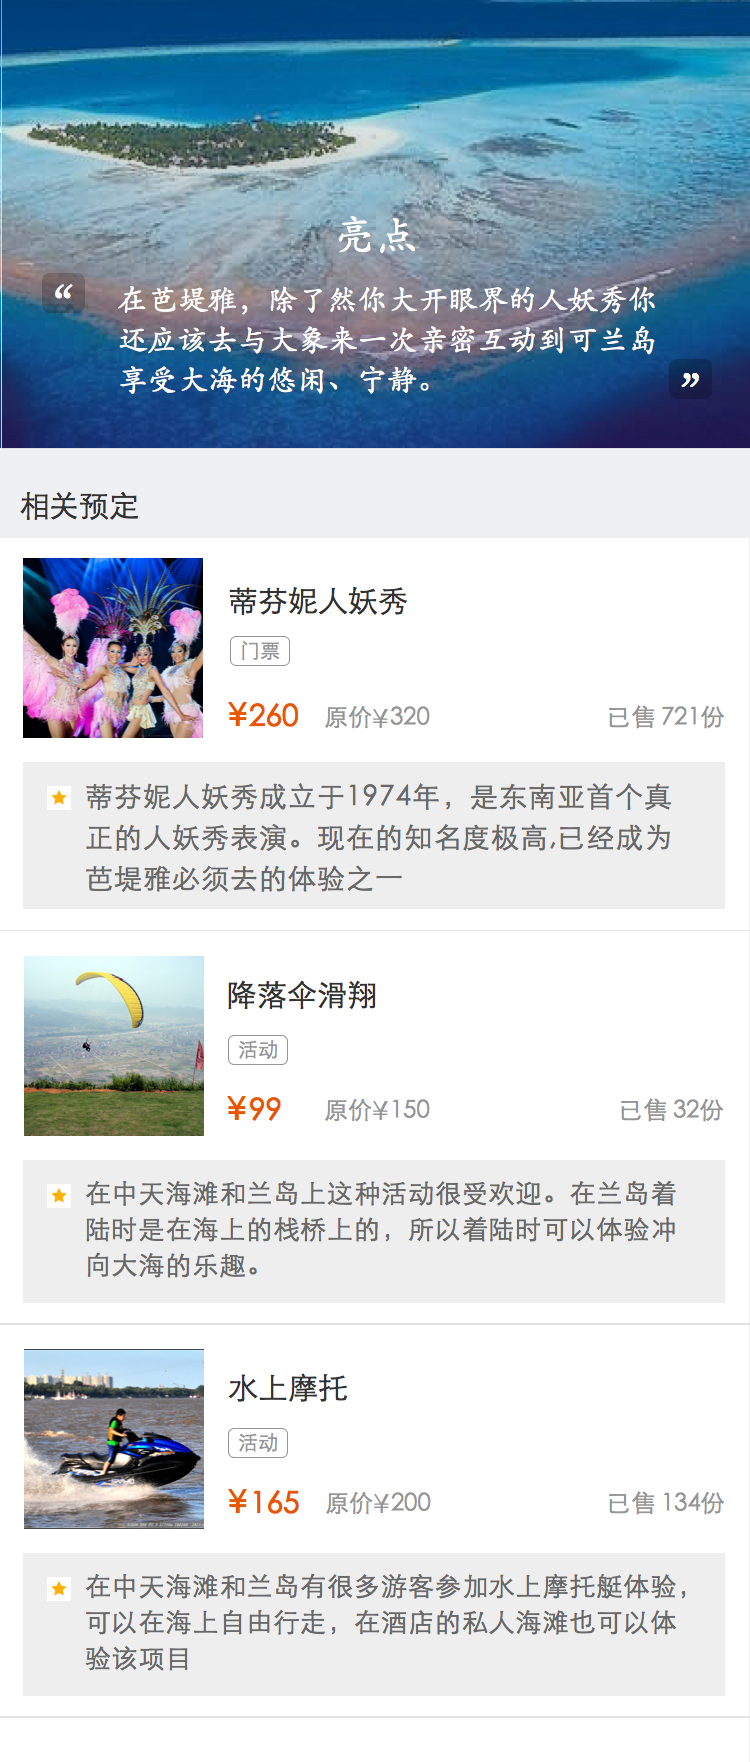 亮点
“
在芭堤雅，除了然你大开眼界的人妖秀你
还应该去与大象来一次亲密互动到可兰岛
享受大海的悠闲、宁静。
”
相关预定
蒂芬妮人妖秀
门票
¥260 原价¥320 已售 721份
蒂芬妮人妖秀成立于1974年，是东南亚首个真
正的人妖秀表演。现在的知名度极高,已经成为
芭堤雅必须去的体验之一
降落伞滑翔
活动
¥99 原价¥150 已售 32份
在中天海滩和兰岛上这种活动很受欢迎。在兰岛着
陆时是在海上的栈桥上的，所以着陆时可以体验冲
向大海的乐趣。
水上摩托
活动
¥165 原价¥200 已售 134份
在中天海滩和兰岛有很多游客参加水上摩托艇体验，
可以在海上自由行走，在酒店的私人海滩也可以体
验该项目